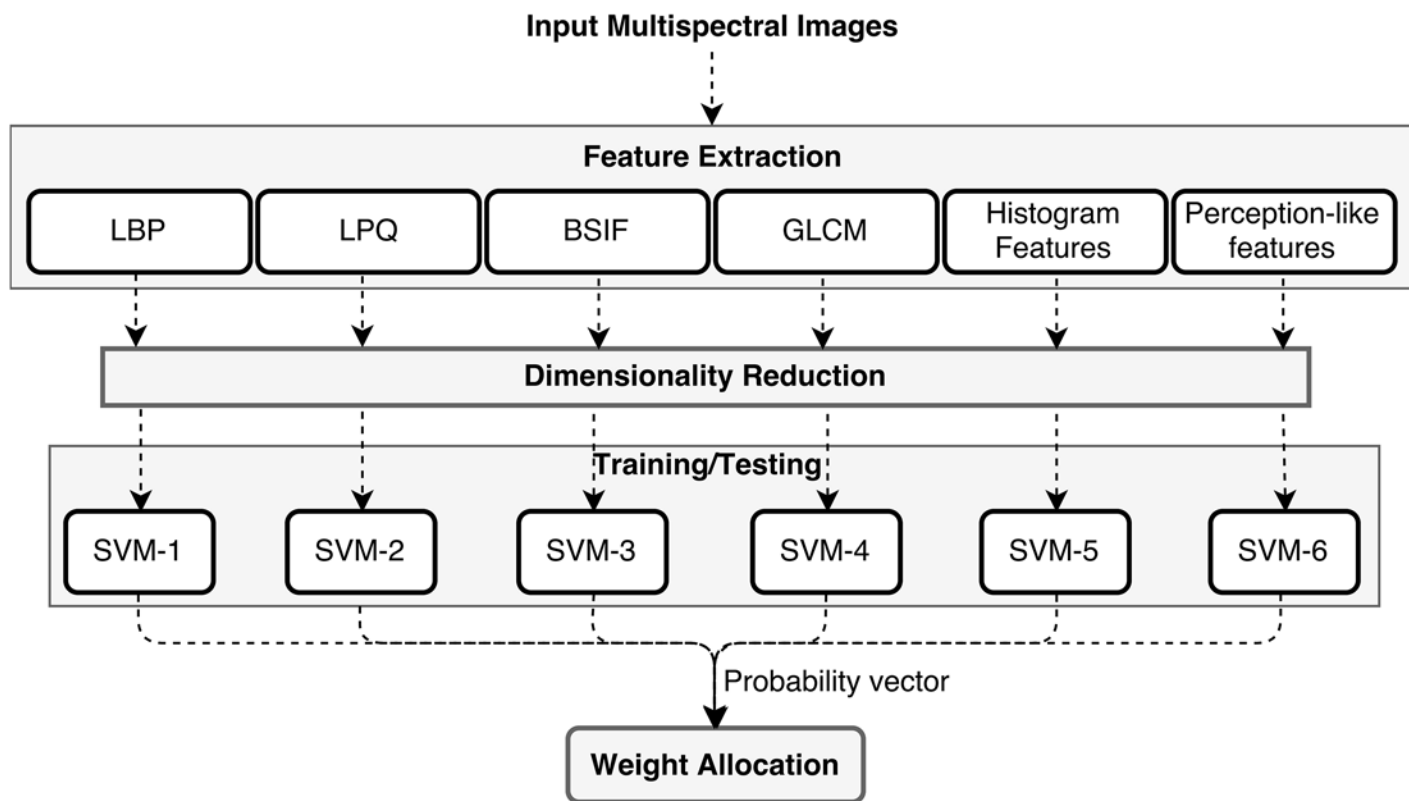 Input Multispectral Images
Feature Extraction
LBP
LPQ
BSIF
GLCM
Histogram
Features
Perception-like
features
Dimensionality Reduction
Training/Testing
SVM-1
SVM-2
SVM-3
SVM-4
SVM-5
SVM-6
Probability vector
Weight Allocation